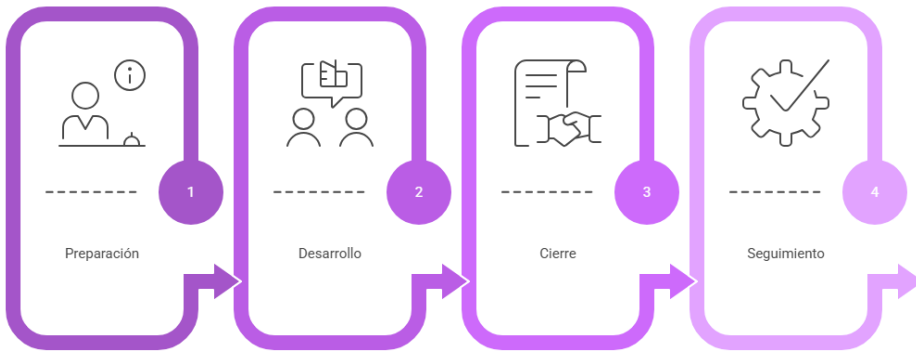 1
2
3
4
Preparación
Desarrollo
Cierre
Seguimiento